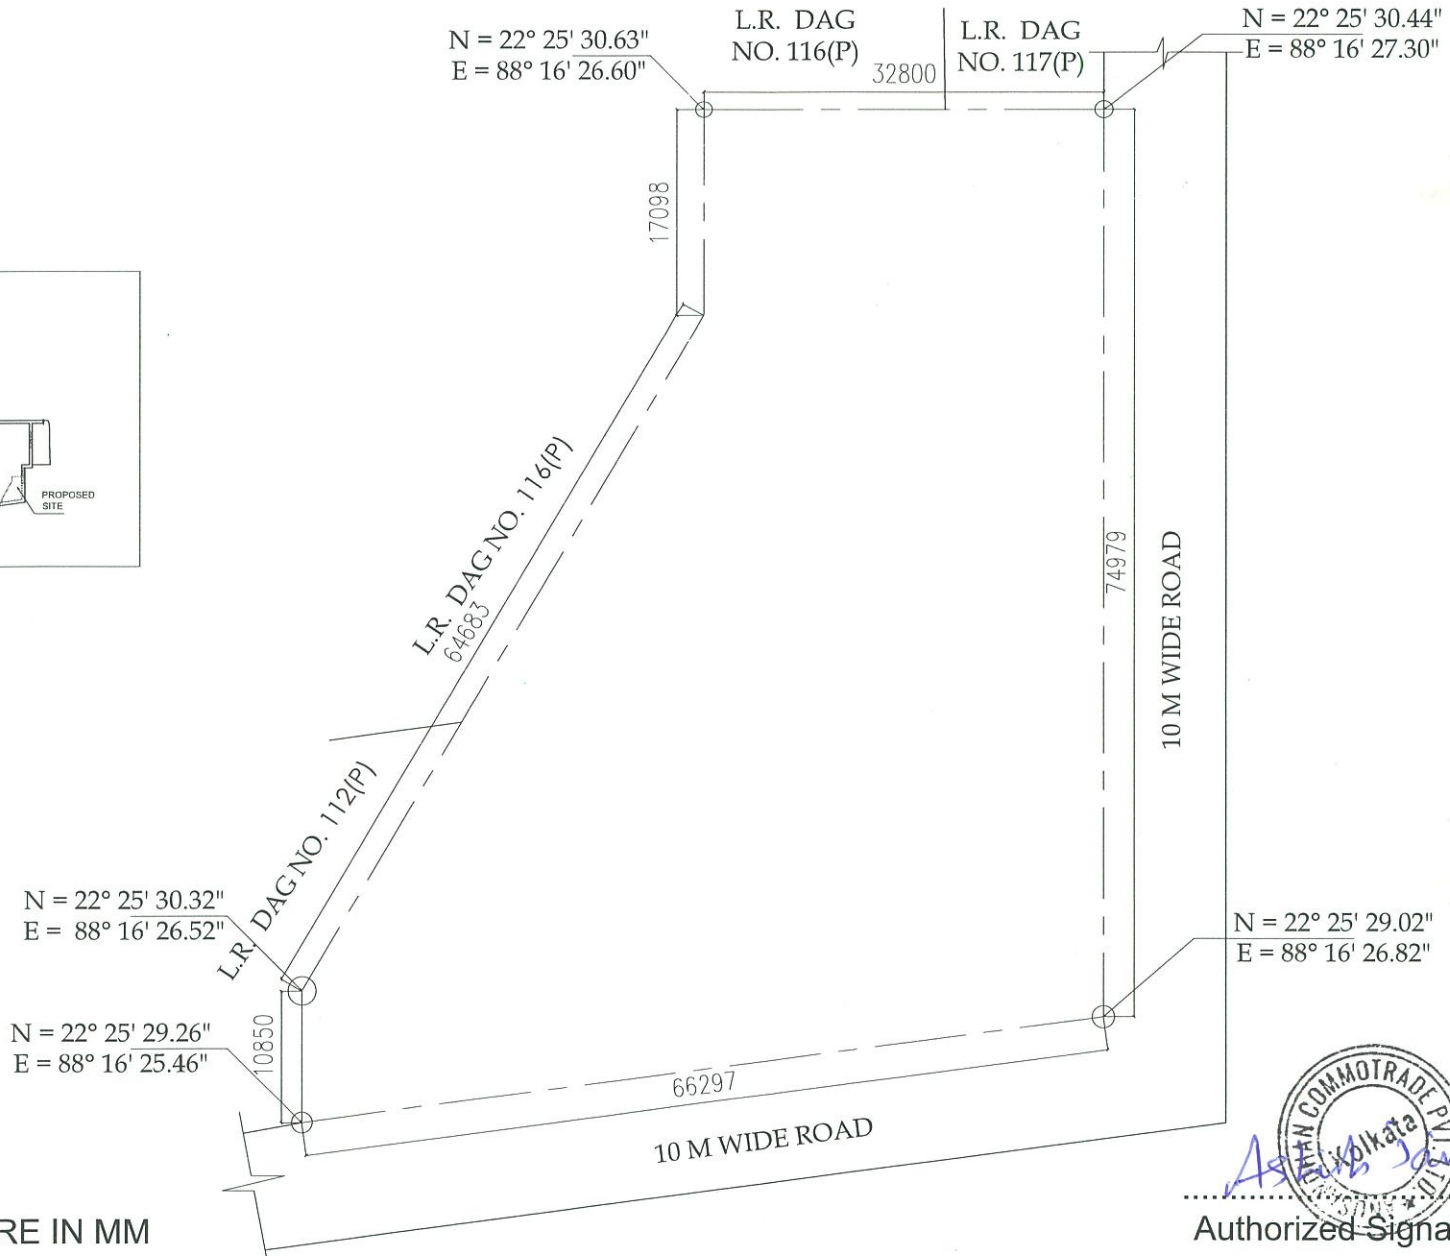 N = 22° 25' 30.63"
E = 88° 16' 26.60"
L.R. DAG
NO. 116(P)
L.R. DAG
NO. 117(P)
N = 22° 25' 30.44"
E = 88° 16' 27.30"
32800
17098
PROPOSED
SITE
L.R. DAG NO. 116(P)
64683
74979
10 M WIDE ROAD
L.R. DAG NO. 112(P)
N = 22° 25' 30.32"
E = 88° 16' 26.52"
N = 22° 25' 29.02"
E = 88° 16' 26.82"
N = 22° 25' 29.26"
E = 88° 16' 25.46"
10850
66297
10 M WIDE ROAD
COMMOTRADE PVT. LTD.
Kolkata
RE IN MM
Authorized Signa